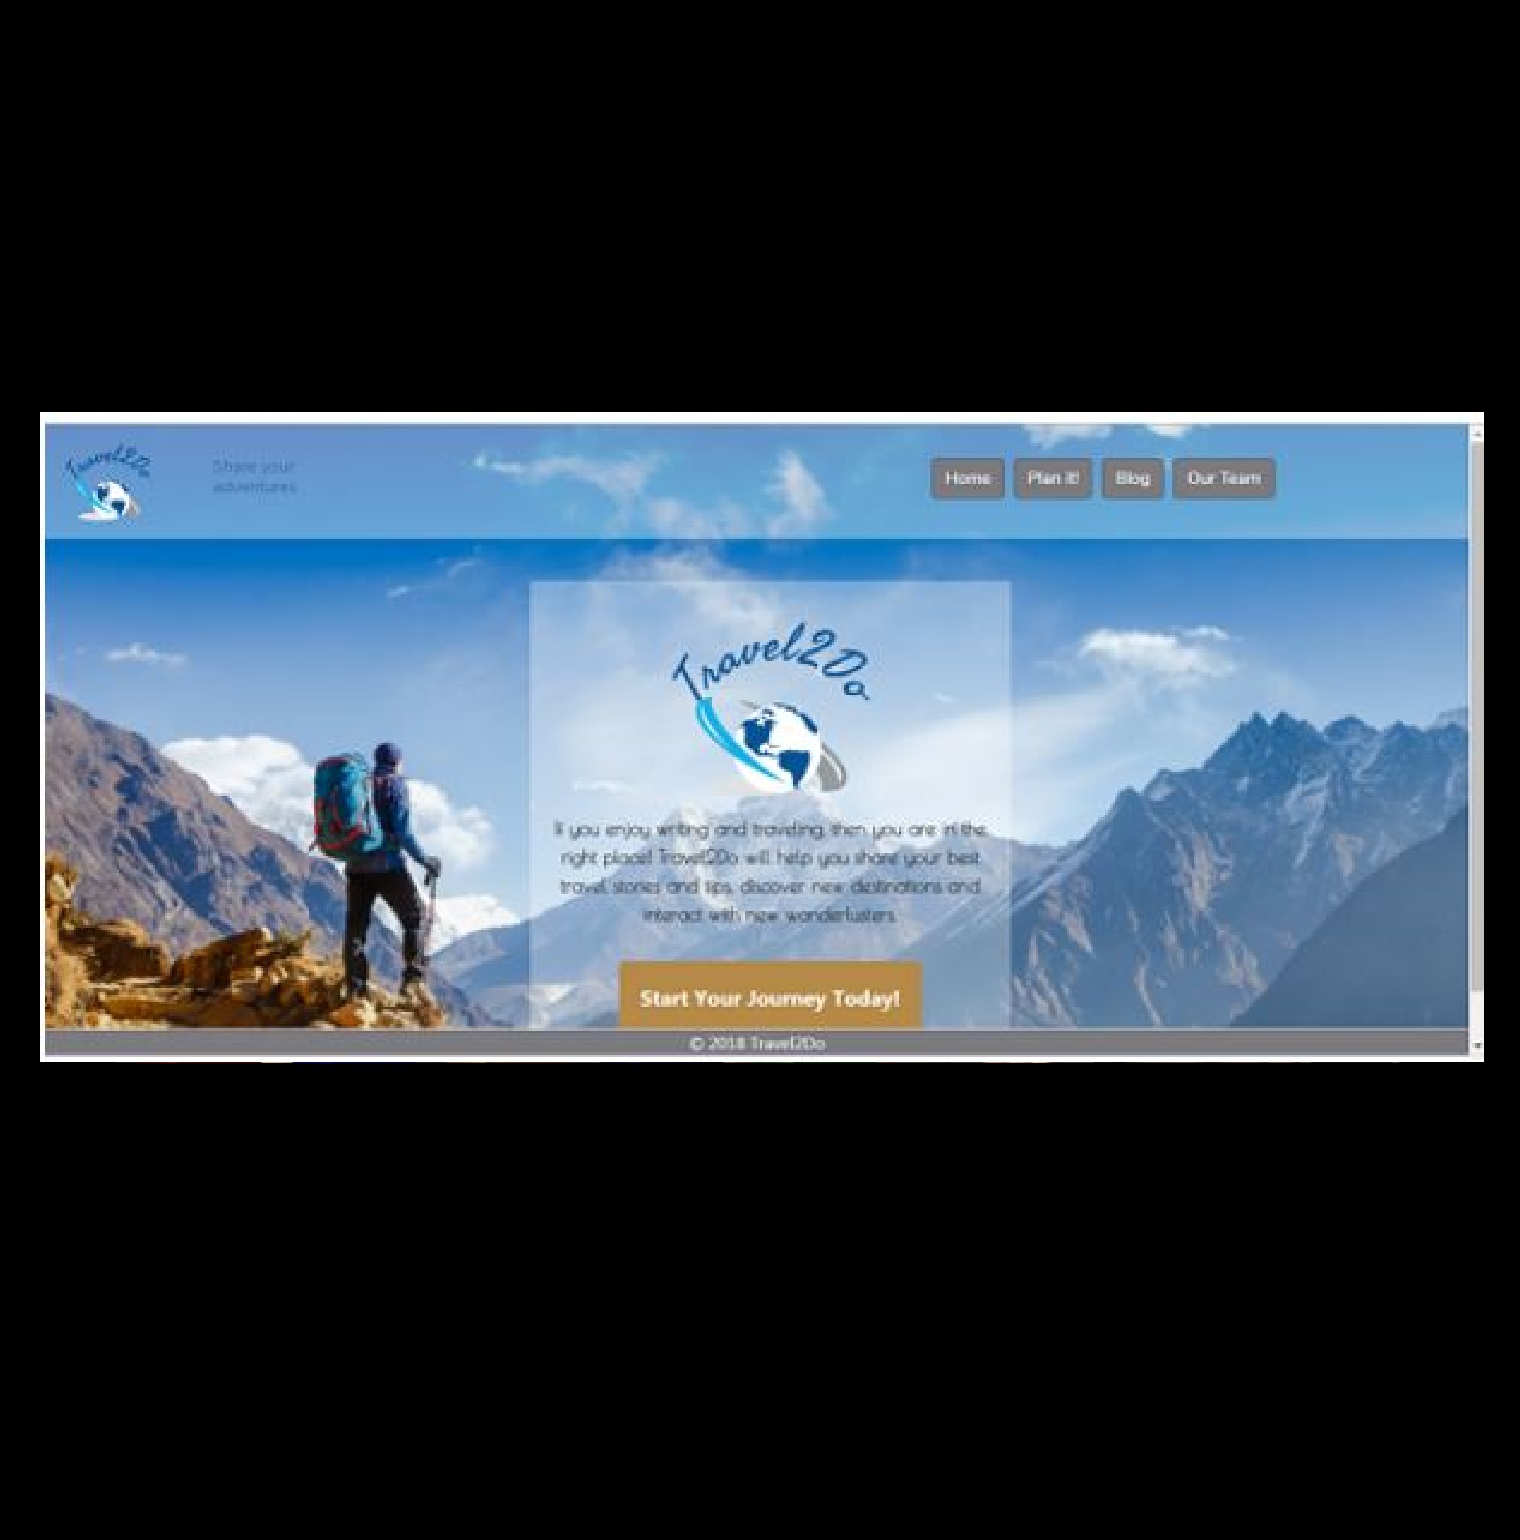 Travel2Do
Share your
adventures
Home
Plan it!
Blog
Our Team
Travel2Do
If you enjoy writing and traveling, then you are in the
right place! Travel2Do will help you share your best
travel stories and tips, discover new destinations and
interact with new wanderlusters.
Start Your Journey Today!
© 2018 Travel2Do